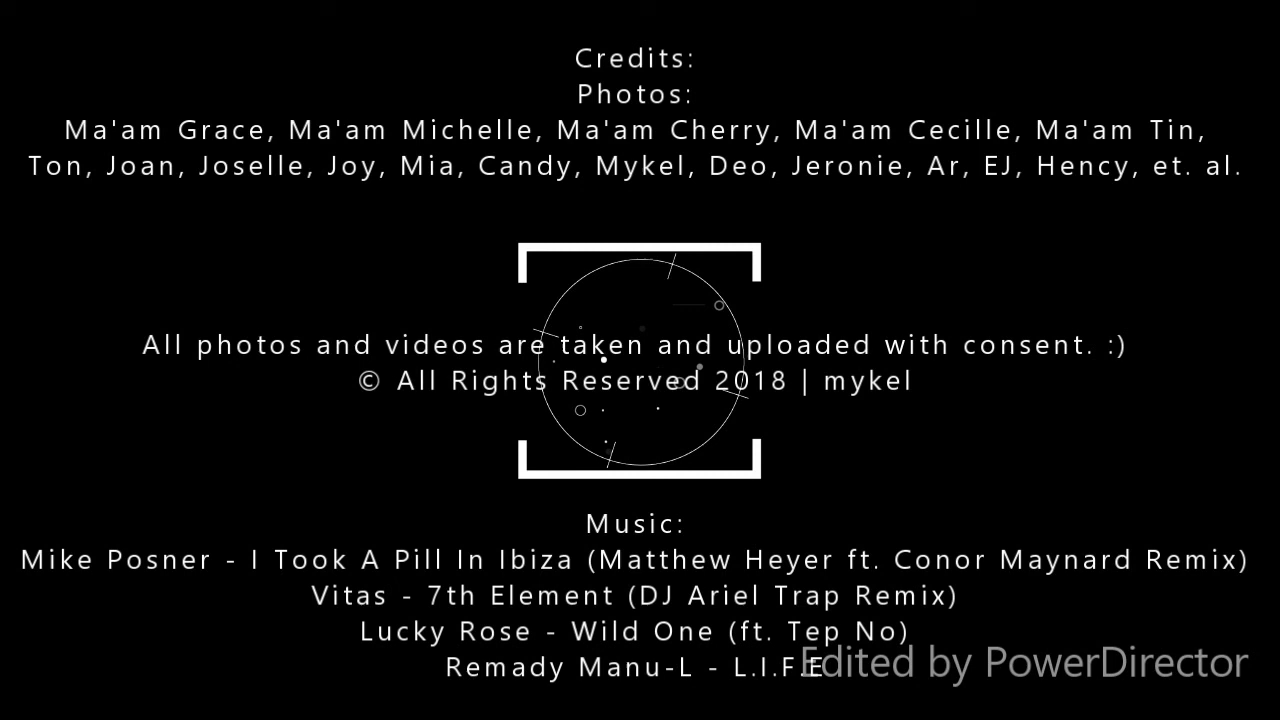 Credits:
Photos:
Ma'am Grace, Ma'am Michelle, Ma'am Cherry, Ma'am Cecille, Ma'am Tin,
Ton, Joan, Joselle, Joy, Mia, Candy, Mykel, Deo, Jeronie, Ar, EJ, Hency, et. al.
All photos and videos are taken and uploaded with consent. :)
© All Rights Reserved 2018 | mykel
Music:
Mike Posner - I Took A Pill In Ibiza (Matthew Heyer ft. Conor Maynard Remix)
Vitas - 7th Element (DJ Ariel Trap Remix)
Lucky Rose - Wild One (ft. Tep No)
Remady Manu-L - L.I.F.E
Edited by PowerDirector